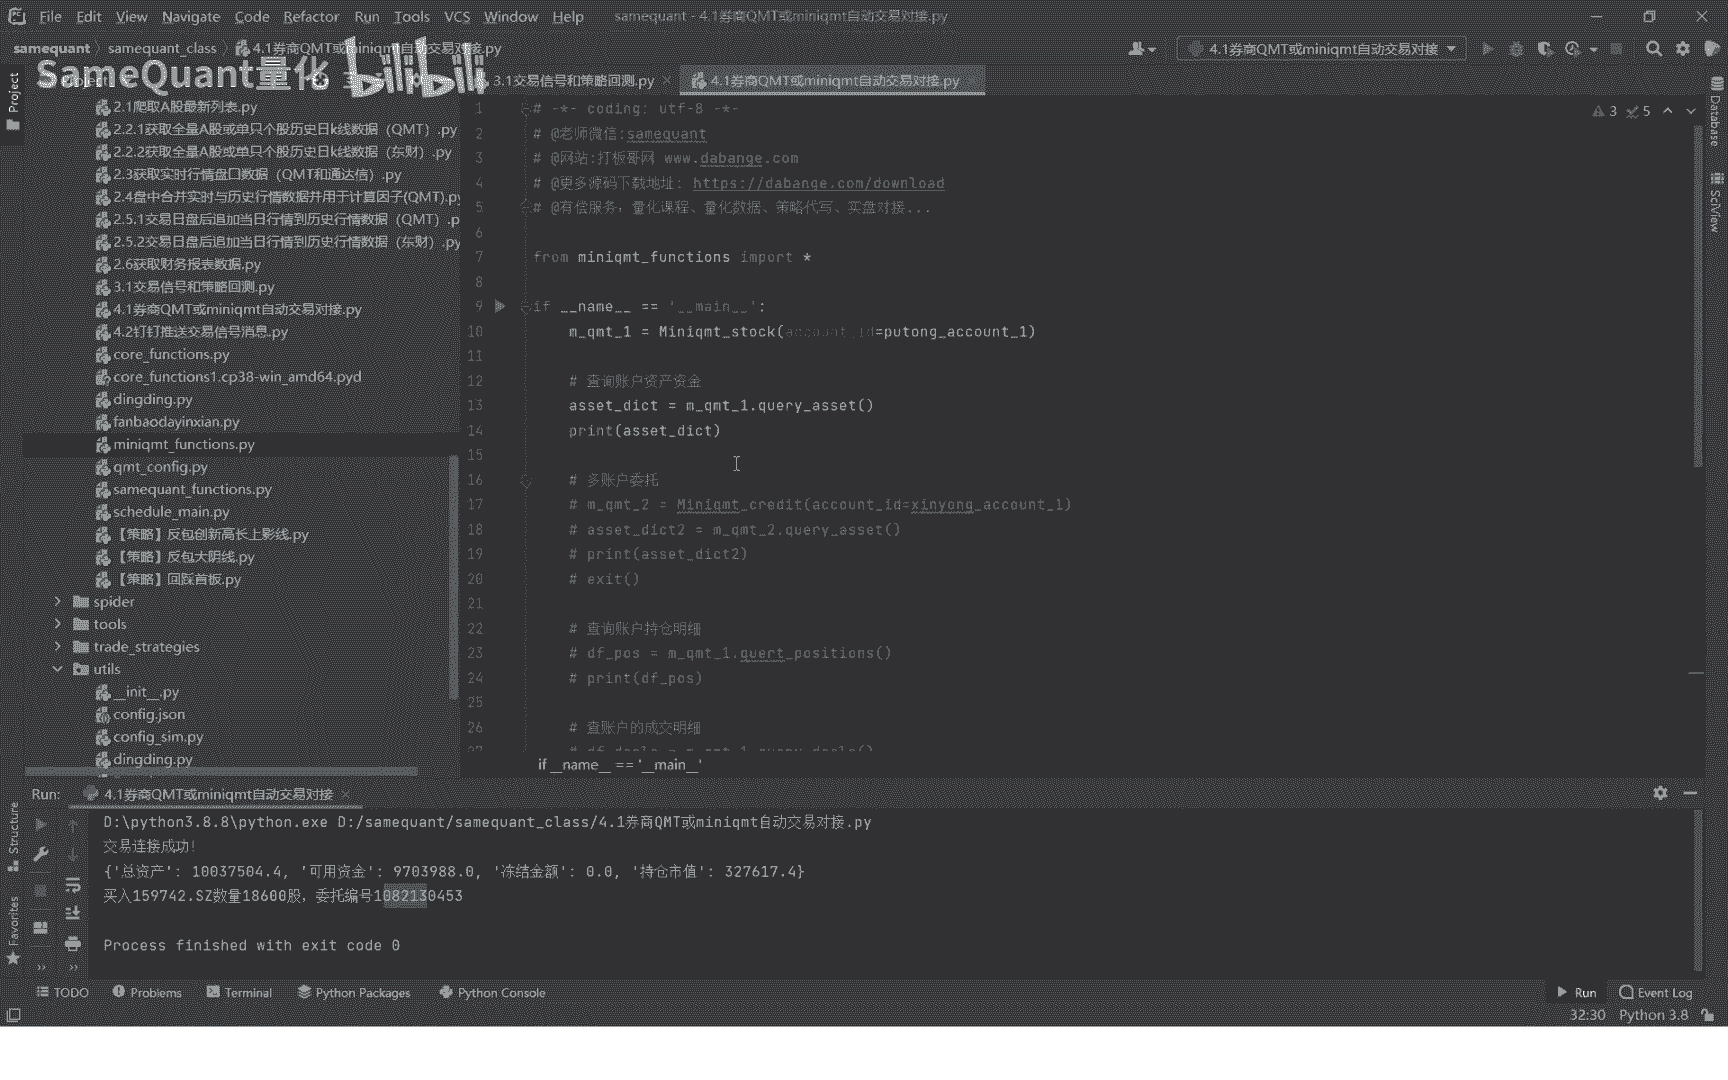 File Edit View Navigate Code Refactor Run Tools VCS Window Help samequant - 4.1券商QMT或miniqmt自动交易对接.py
samequant samequant_class 4.1券商QMT或miniqmt自动交易对接.py
4.1券商QMT或miniqmt自动交易对接
SameQuant量化 bilibili
Project
3.1交易信号和策略回测.py
4.1券商QMT或miniqmt自动交易对接.py
2.1爬取A股最新列表.py
2.2.1获取全量A股或单只个股历史日k线数据（QMT）.py
2.2.2获取全量A股或单只个股历史日k线数据（东财）.py
2.3获取实时行情盘口数据（QMT和通达信）.py
2.4盘中合并实时与历史行情数据并用于计算因子(QMT).py
2.5.1交易日盘后追加当日行情到历史行情数据（QMT）.p
2.5.2交易日盘后追加当日行情到历史行情数据（东财）.py
2.6获取财务报表数据.py
3.1交易信号和策略回测.py
4.1券商QMT或miniqmt自动交易对接.py
4.2钉钉推送交易信号消息.py
core_functions.py
core_functions1.cp38-win_amd64.pyd
dingding.py
fanbaodayinxian.py
miniqmt_functions.py
qmt_config.py
samequant_functions.py
schedule_main.py
【策略】反包创新高长上影线.py
【策略】反包大阴线.py
【策略】回踩首板.py
spider
tools
trade_strategies
utils
__init__.py
config.json
config_sim.py
dingding.py
3 5
1 # -*- coding: utf-8 -*-
2 # @老师微信:samequant
3 # @网站:打板哥网 www.dabange.com
4 # @更多源码下载地址: https://dabange.com/download
5 # @有偿服务：量化课程、量化数据、策略代写、实盘对接...
6
7 from miniqmt_functions import *
8
9 if __name__ == '__main__':
10 m_qmt_1 = Miniqmt_stock(account_id=putong_account_1)
11
12 # 查询账户资产资金
13 asset_dict = m_qmt_1.query_asset()
14 print(asset_dict)
15
16 # 多账户委托
17 # m_qmt_2 = Miniqmt_credit(account_id=xinyong_account_1)
18 # asset_dict2 = m_qmt_2.query_asset()
19 # print(asset_dict2)
20 # exit()
21
22 # 查询账户持仓明细
23 # df_pos = m_qmt_1.quert_positions()
24 # print(df_pos)
25
26 # 查账户的成交明细
if __name__ == '__main__'
Database
SciView
Structure
Favorites
Run: 4.1券商QMT或miniqmt自动交易对接
D:\python3.8.8\python.exe D:/samequant/samequant_class/4.1券商QMT或miniqmt自动交易对接.py
交易连接成功!
{'总资产': 10037504.4, '可用资金': 9703988.0, '冻结金额': 0.0, '持仓市值': 327617.4}
买入159742.SZ数量18600股，委托编号1082130453
Process finished with exit code 0
TODO Problems Terminal Python Packages Python Console Run Event Log
32:30 Python 3.8